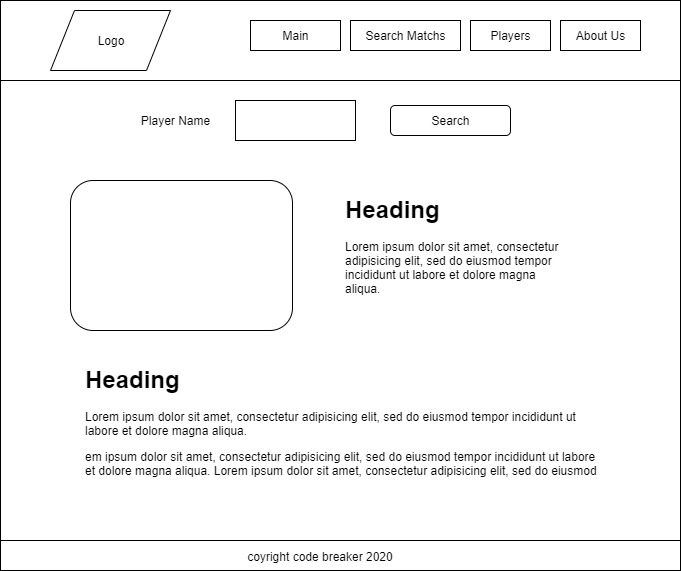 Logo
Main
Search Matchs
Players
About Us
Player Name
Search
Heading
Lorem ipsum dolor sit amet, consectetur
adipisicing elit, sed do eiusmod tempor
incididunt ut labore et dolore magna
aliqua.
Heading
Lorem ipsum dolor sit amet, consectetur adipisicing elit, sed do eiusmod tempor incididunt ut
labore et dolore magna aliqua.
em ipsum dolor sit amet, consectetur adipisicing elit, sed do eiusmod tempor incididunt ut labore
et dolore magna aliqua. Lorem ipsum dolor sit amet, consectetur adipisicing elit, sed do eiusmod
coyright code breaker 2020